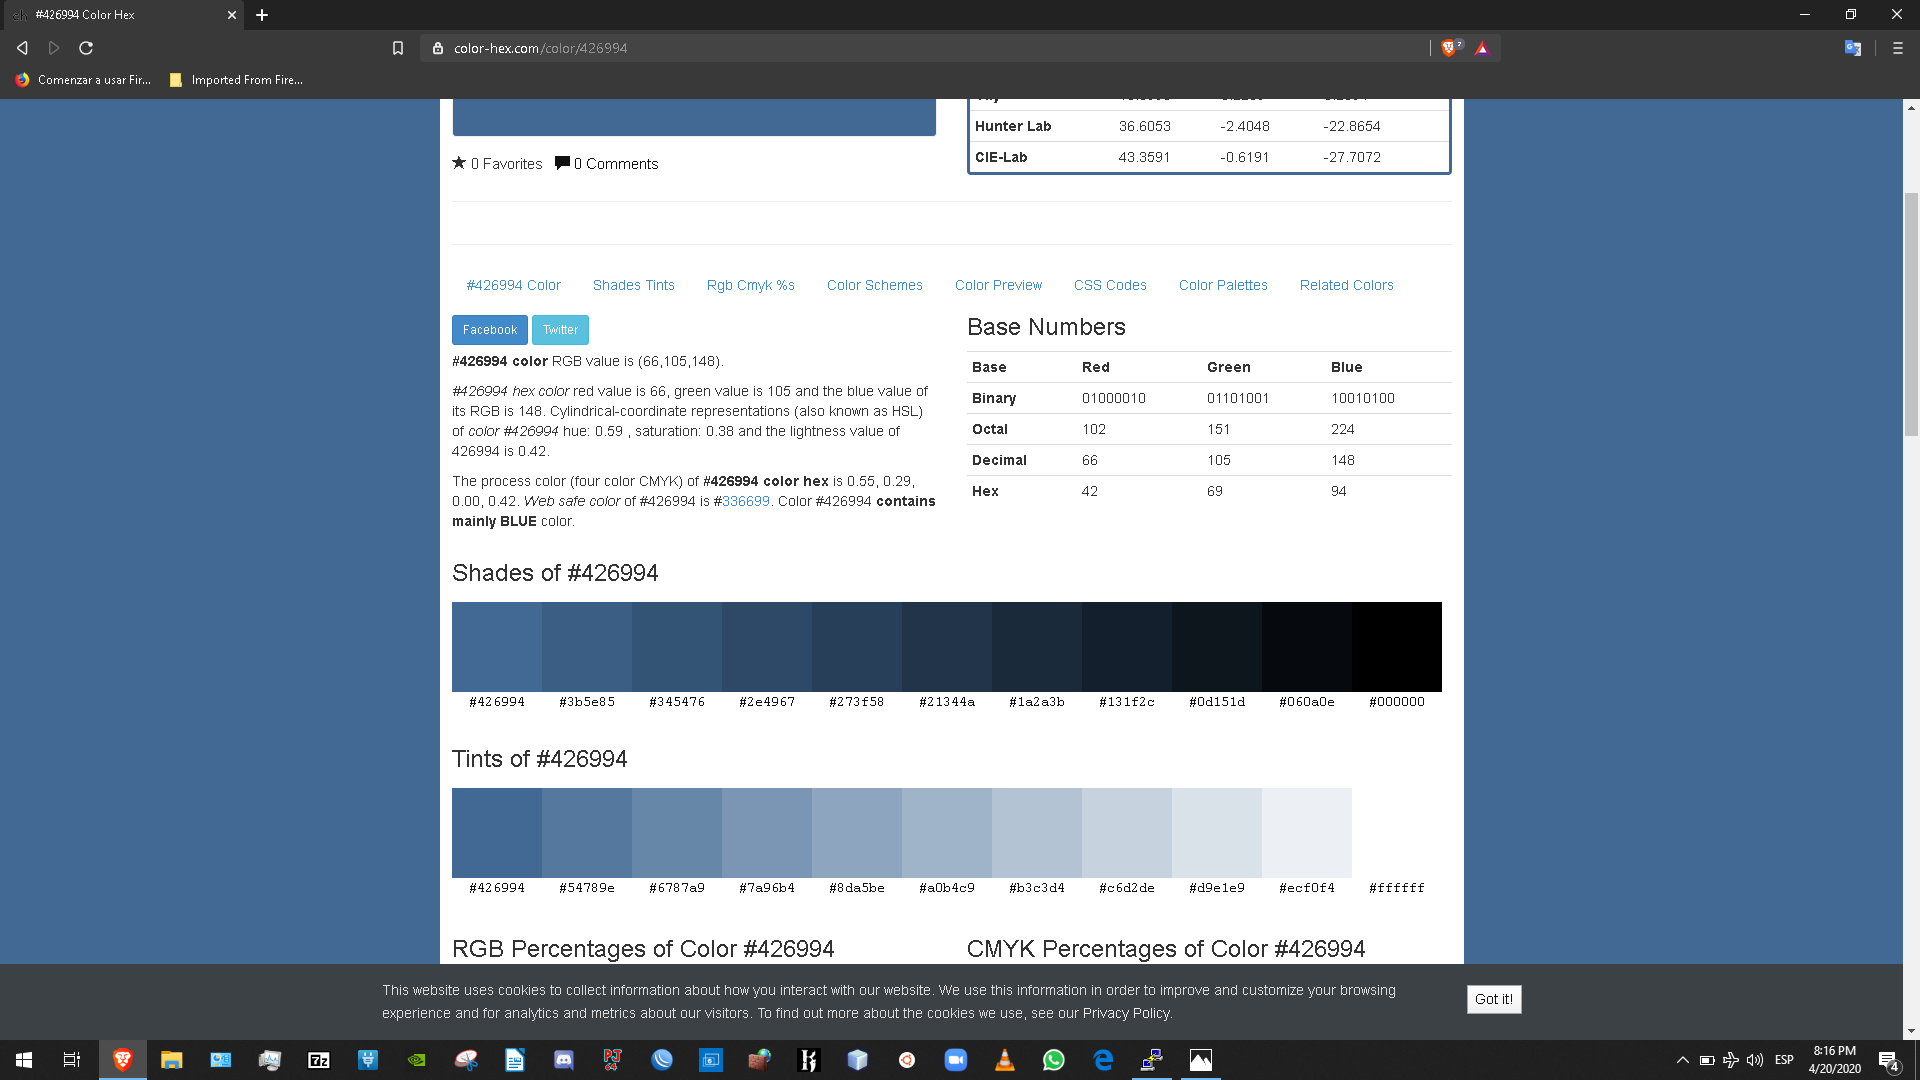 #426994 Color Hex
color-hex.com/color/426994
7
Comenzar a usar Fir...
Imported From Fire...
Hunter Lab 36.6053 -2.4048 -22.8654
CIE-Lab 43.3591 -0.6191 -27.7072
0 Favorites 0 Comments
#426994 Color Shades Tints Rgb Cmyk %s Color Schemes Color Preview CSS Codes Color Palettes Related Colors
Facebook Twitter
#426994 color RGB value is (66,105,148).
#426994 hex color red value is 66, green value is 105 and the blue value of
its RGB is 148. Cylindrical-coordinate representations (also known as HSL)
of color #426994 hue: 0.59 , saturation: 0.38 and the lightness value of
426994 is 0.42.
The process color (four color CMYK) of #426994 color hex is 0.55, 0.29,
0.00, 0.42. Web safe color of #426994 is #336699. Color #426994 contains
mainly BLUE color.
Base Numbers
Base Red Green Blue
Binary 01000010 01101001 10010100
Octal 102 151 224
Decimal 66 105 148
Hex 42 69 94
Shades of #426994
#426994 #3b5e85 #345476 #2e4967 #273f58 #21344a #1a2a3b #131f2c #0d151d #060a0e #000000
Tints of #426994
#426994 #54789e #6787a9 #7a96b4 #8da5be #a0b4c9 #b3c3d4 #c6d2de #d9e1e9 #ecf0f4 #ffffff
RGB Percentages of Color #426994
CMYK Percentages of Color #426994
This website uses cookies to collect information about how you interact with our website. We use this information in order to improve and customize your browsing
experience and for analytics and metrics about our visitors. To find out more about the cookies we use, see our Privacy Policy.
Got it!
7z
ESP
8:16 PM
4/20/2020
4